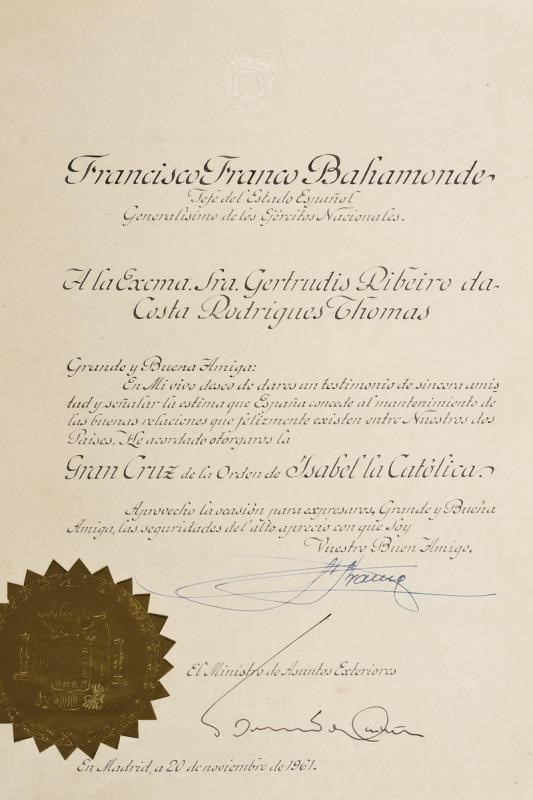 Francisco Franco Bahamonde
Jefe del Estado Español
Generalísimo de los Ejércitos Nacionales.
A la Excma. Sra. Gertrudis Ribeiro da
Costa Rodrigues Thomas
Grande y Buena Amiga:
En Mi vivo deseo de daros un testimonio de sincera amis
tad y señalar la estima que España concede al mantenimiento de
las buenas relaciones que felizmente existen entre Nuestros dos
Países, He acordado otorgaros la
Gran Cruz de la Orden de Isabel la Católica.
Aprovecho la ocasión para expresaros, Grande y Buena
Amiga, las seguridades del alto aprecio con que soy
Vuestro Buen Amigo,
F Franco
El Ministro de Asuntos Exteriores
En Madrid, a 20 de noviembre de 1961.